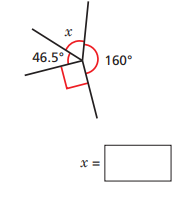 x
46.5°
160°
x =